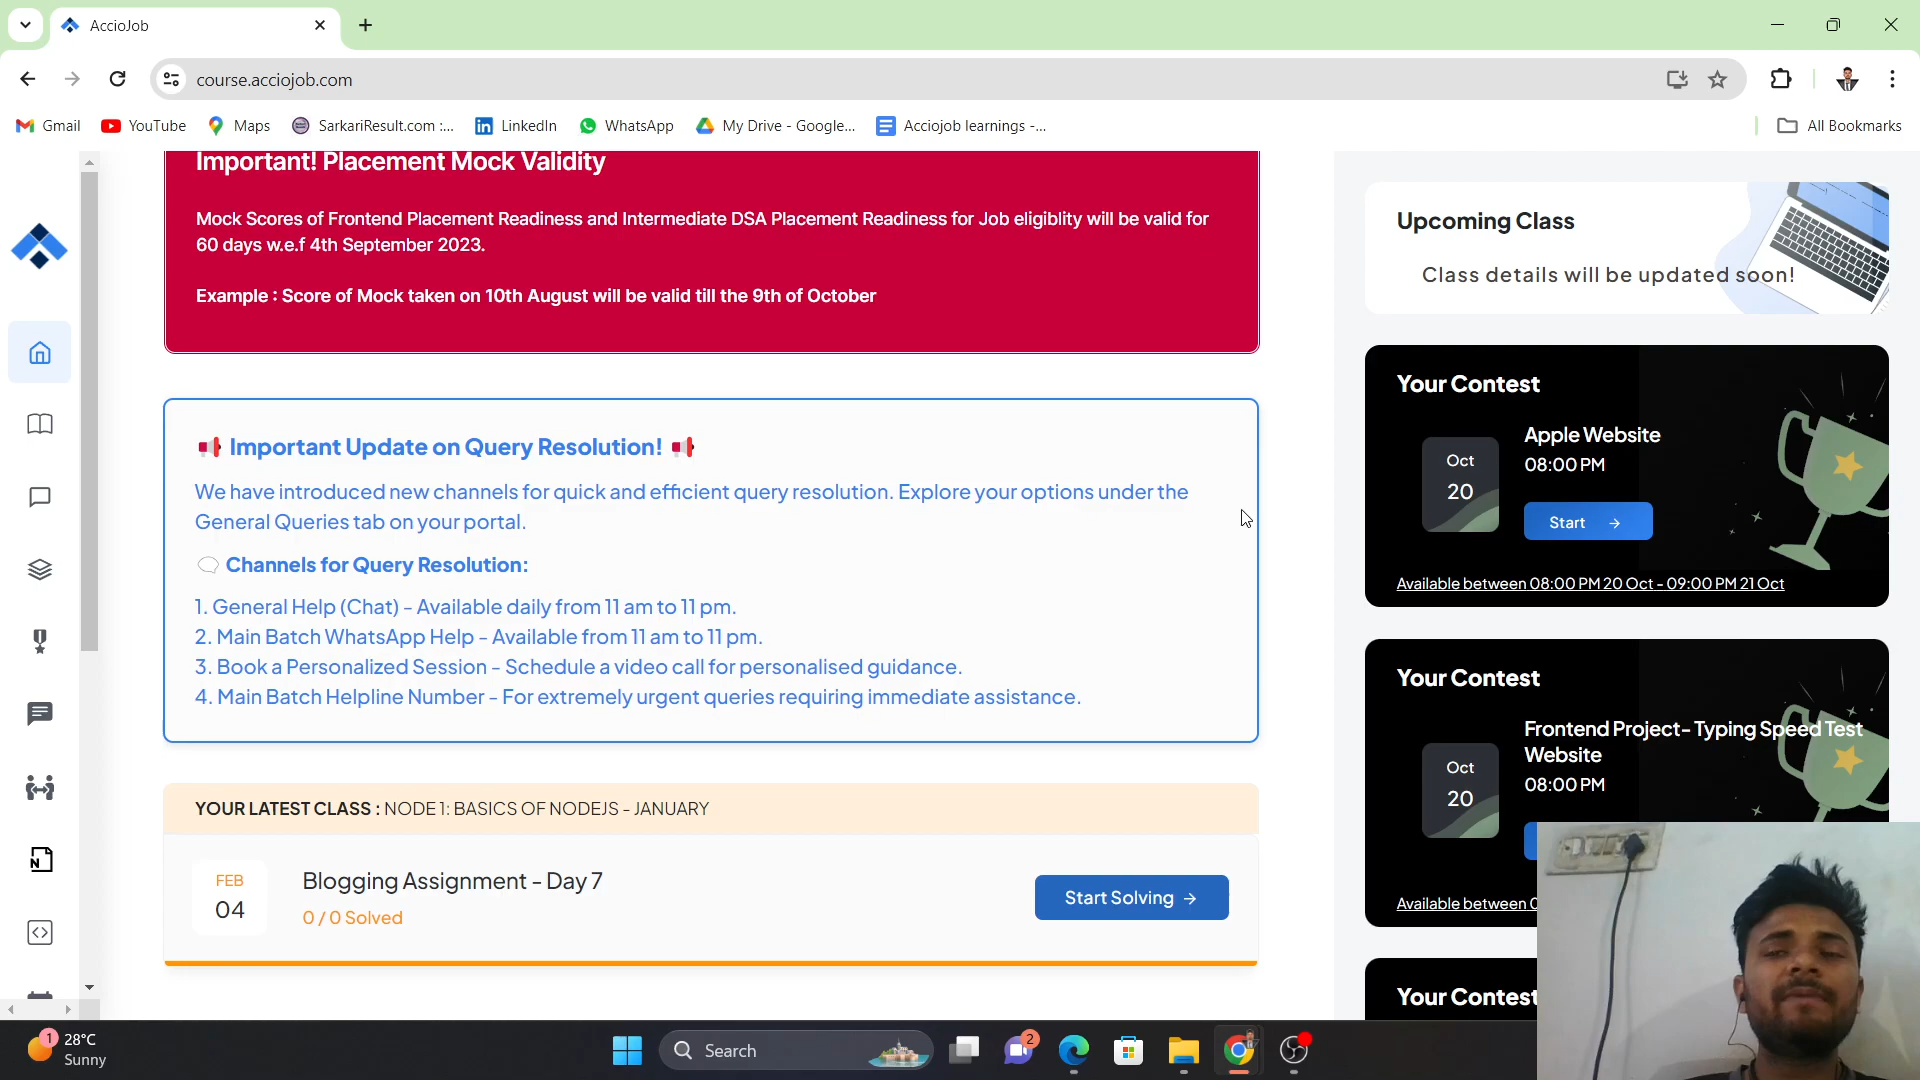 AccioJob
course.acciojob.com
Gmail
YouTube
Maps
SarkariResult.com :...
LinkedIn
WhatsApp
My Drive - Google...
Acciojob learnings -...
All Bookmarks
Important! Placement Mock Validity
Mock Scores of Frontend Placement Readiness and Intermediate DSA Placement Readiness for Job eligiblity will be valid for
60 days w.e.f 4th September 2023.
Example : Score of Mock taken on 10th August will be valid till the 9th of October
Important Update on Query Resolution!
We have introduced new channels for quick and efficient query resolution. Explore your options under the
General Queries tab on your portal.
Channels for Query Resolution:
1. General Help (Chat) - Available daily from 11 am to 11 pm.
2. Main Batch WhatsApp Help - Available from 11 am to 11 pm.
3. Book a Personalized Session - Schedule a video call for personalised guidance.
4. Main Batch Helpline Number - For extremely urgent queries requiring immediate assistance.
YOUR LATEST CLASS : NODE 1: BASICS OF NODEJS - JANUARY
FEB
04
Blogging Assignment - Day 7
0 / 0 Solved
Start Solving →
Upcoming Class
Class details will be updated soon!
Your Contest
Oct
20
Apple Website
08:00 PM
Start →
Available between 08:00 PM 20 Oct - 09:00 PM 21 Oct
Your Contest
Oct
20
Frontend Project- Typing Speed Test
Website
08:00 PM
Available between 0
Your Contest
N
1
28°C
Sunny
Search
2